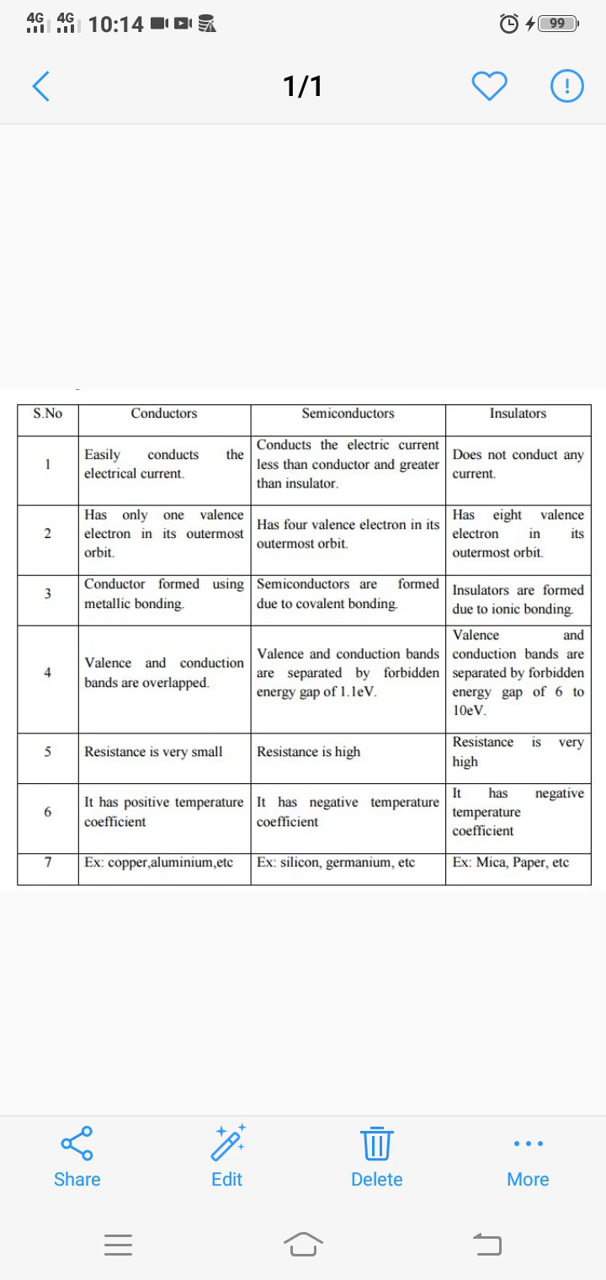 4G 4G 10:14 99
1/1
S.No Conductors Semiconductors Insulators
1
Easily conducts the
electrical current.
Conducts the electric current
less than conductor and greater
than insulator.
Does not conduct any
current.
2
Has only one valence
electron in its outermost
orbit.
Has four valence electron in its
outermost orbit.
Has eight valence
electron in its
outermost orbit.
3
Conductor formed using
metallic bonding.
Semiconductors are formed
due to covalent bonding.
Insulators are formed
due to ionic bonding.
4
Valence and conduction
bands are overlapped.
Valence and conduction bands
are separated by forbidden
energy gap of 1.1eV.
Valence and
conduction bands are
separated by forbidden
energy gap of 6 to
10eV.
5
Resistance is very small
Resistance is high
Resistance is very
high
6
It has positive temperature
coefficient
It has negative temperature
coefficient
It has negative
temperature
coefficient
7
Ex: copper,aluminium,etc
Ex: silicon, germanium, etc
Ex: Mica, Paper, etc
Share Edit Delete More